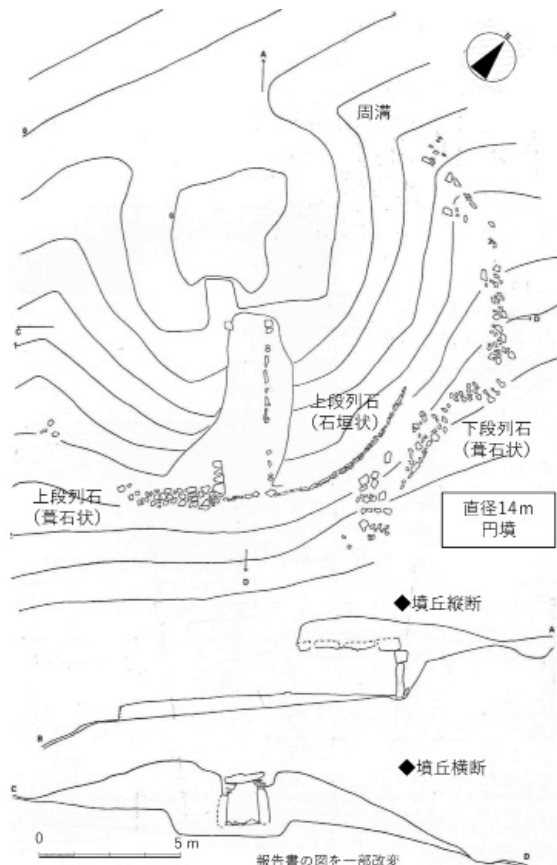 A
周溝
B
C
D
上段列石
(石垣状)
下段列石
(葺石状)
上段列石
(葺石状)
直径14m
円墳
D
◆墳丘縦断
A
B
◆墳丘横断
C
0
5 m
報告書の図を一部改変
D